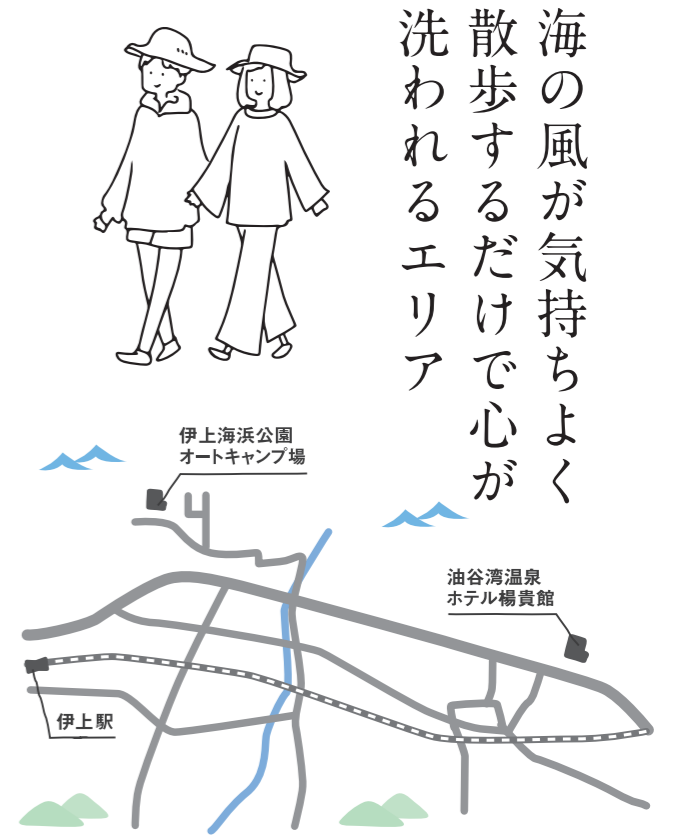 海の風が気持ちよく
散歩するだけで心が
洗われるエリア
伊上海浜公園
オートキャンプ場
油谷湾温泉
ホテル楊貴館
伊上駅